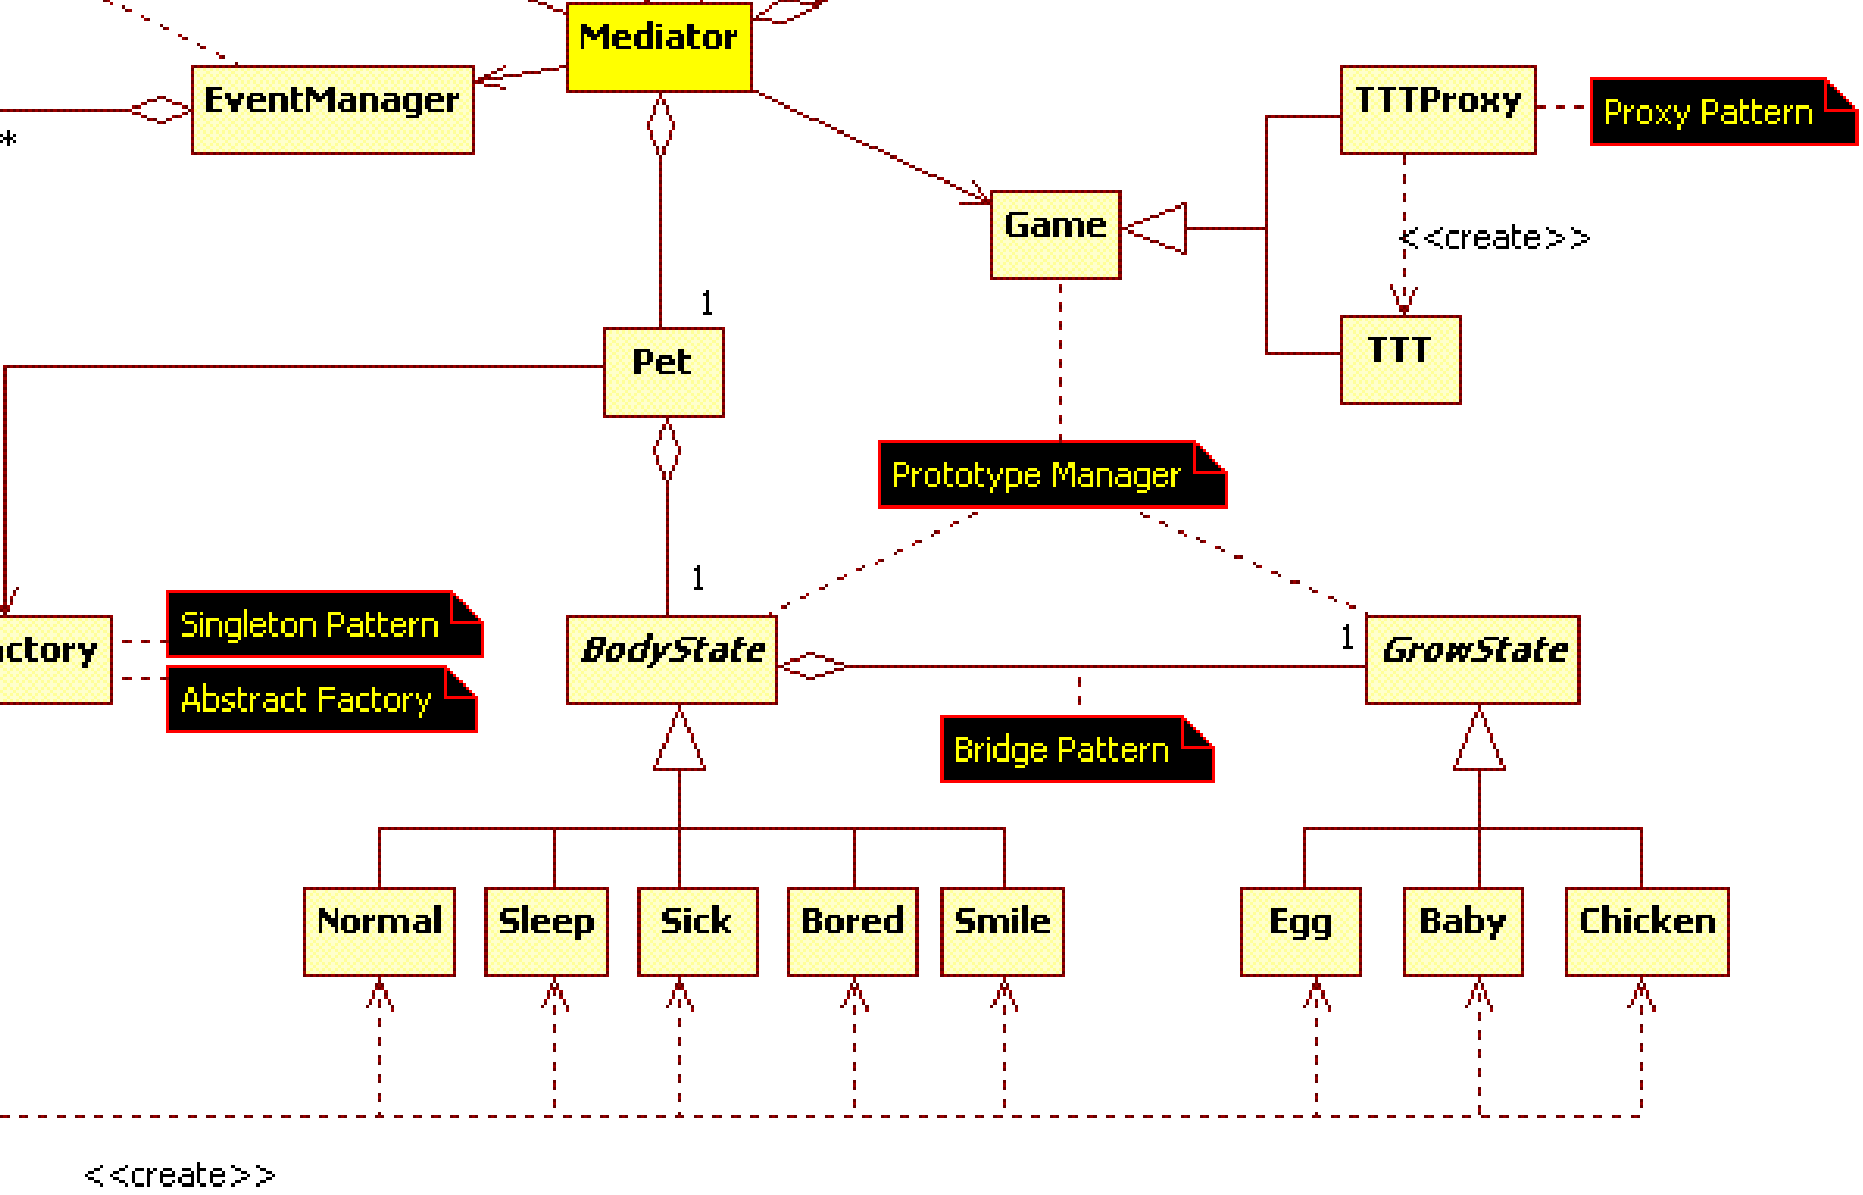 Mediator
EventManager
TTTProxy
Proxy Pattern
*
Game
<<create>>
1
Pet
TTT
Prototype Manager
1
Singleton Pattern
actory
BodyState
1
GrowState
Abstract Factory
Bridge Pattern
Normal
Sleep
Sick
Bored
Smile
Egg
Baby
Chicken
<<create>>